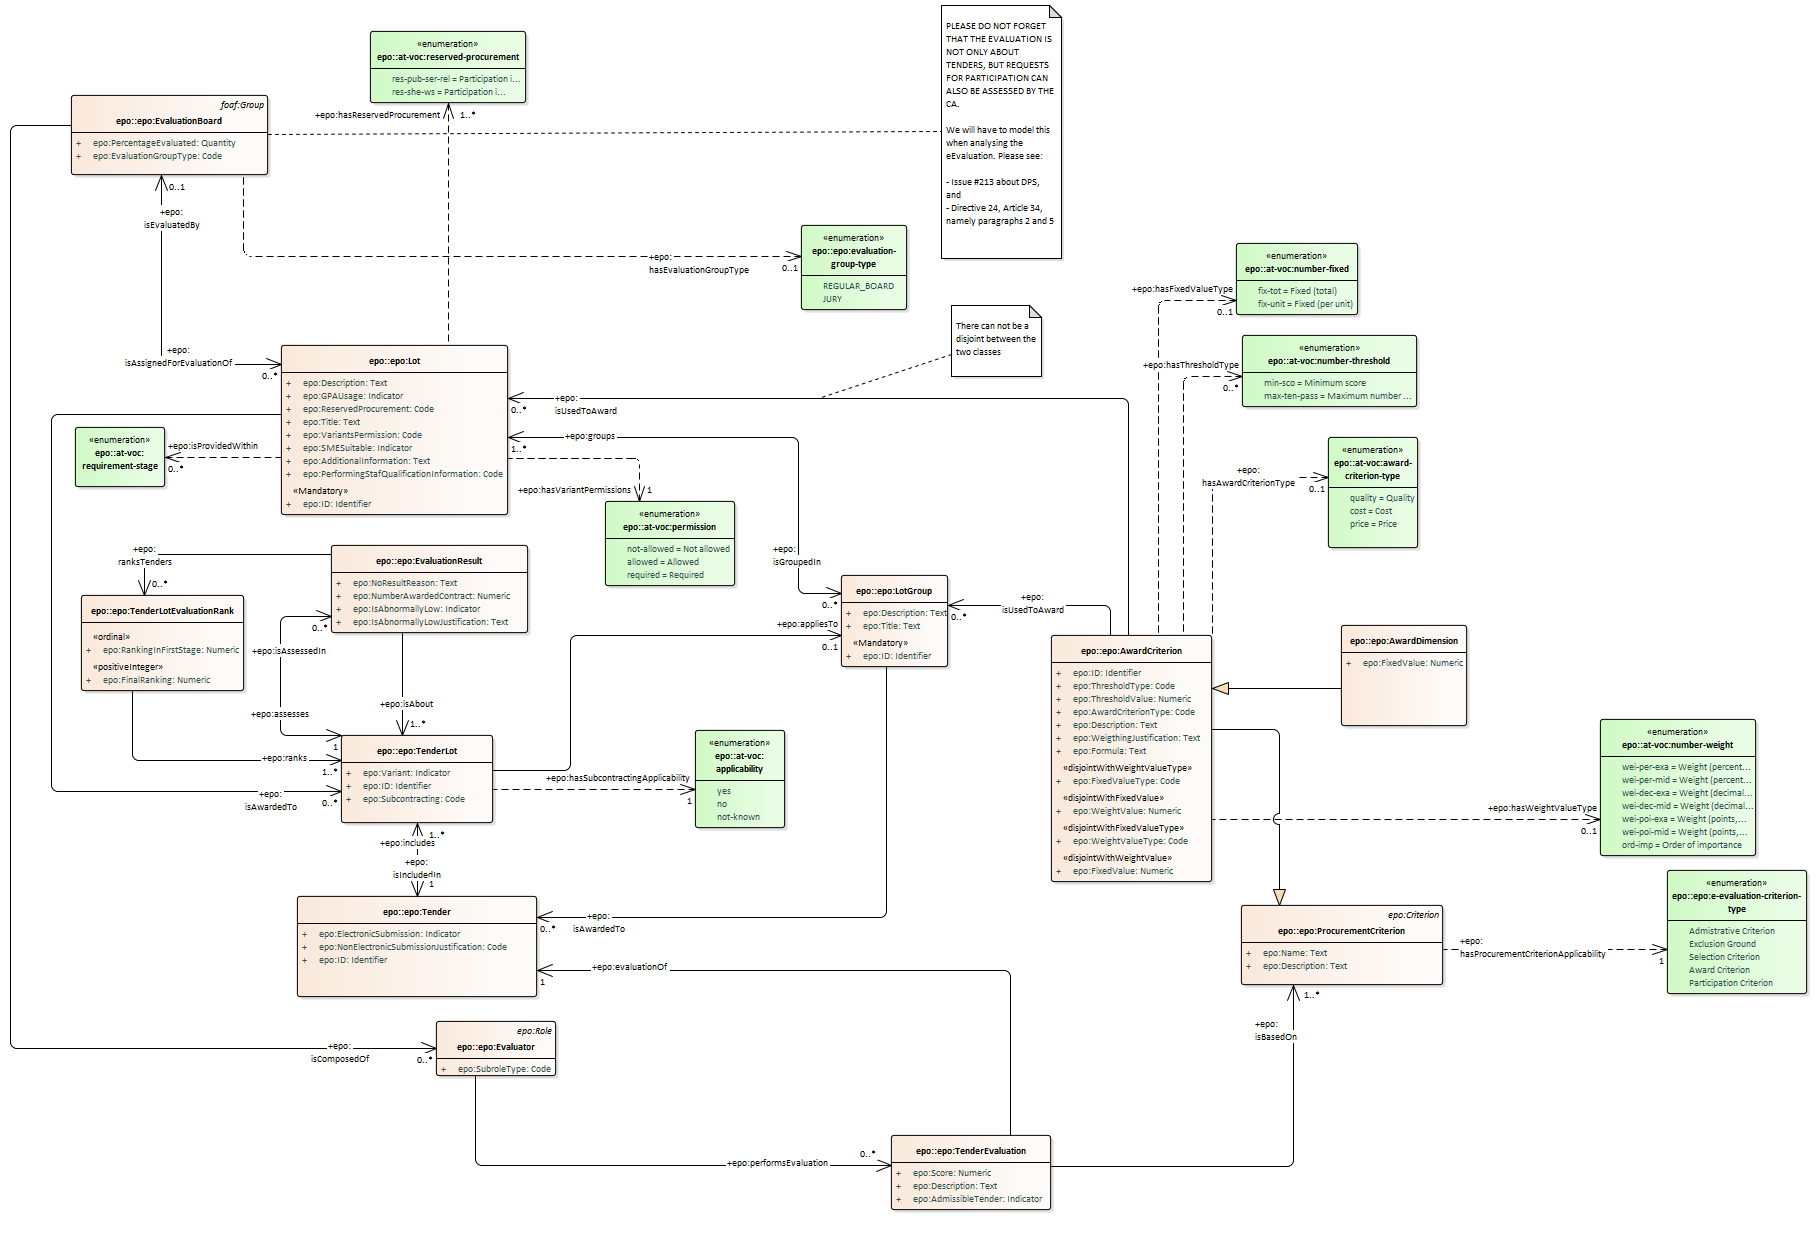 «enumeration»
epo::at-voc:reserved-procurement
res-pub-ser-rel = Participation i...
res-she-ws = Participation i...
+epo:hasReservedProcurement
1..*
PLEASE DO NOT FORGET
THAT THE EVALUATION IS
NOT ONLY ABOUT
TENDERS, BUT REQUESTS
FOR PARTICIPATION CAN
ALSO BE ASSESSED BY THE
CA.
We will have to model this
when analysing the
eEvaluation. Please see:
- Issue #213 about DPS,
and
- Directive 24, Article 34,
namely paragraphs 2 and 5
foaf:Group
epo::epo:EvaluationBoard
+ epo:PercentageEvaluated: Quantity
+ epo:EvaluationGroupType: Code
0..1
+epo:
isEvaluatedBy
+epo:
hasEvaluationGroupType
0..1
«enumeration»
epo::epo:evaluation-
group-type
REGULAR_BOARD
JURY
«enumeration»
epo::at-voc:number-fixed
fix-tot = Fixed (total)
fix-unit = Fixed (per unit)
+epo:hasFixedValueType
0..1
There can not be a
disjoint between the
two classes
«enumeration»
epo::at-voc:number-threshold
min-sco = Minimum score
max-ten-pass = Maximum number ...
+epo:hasThresholdType
0..*
+epo:
isAssignedForEvaluationOf
0..*
epo::epo:Lot
+ epo:Description: Text
+ epo:GPAUsage: Indicator
+ epo:ReservedProcurement: Code
+ epo:Title: Text
+ epo:VariantsPermission: Code
+ epo:SMESuitable: Indicator
+ epo:AdditionalInformation: Text
+ epo:PerformingStafQualificationInformation: Code
«Mandatory»
+ epo:ID: Identifier
+epo:
isUsedToAward
0..*
+epo:groups
1..*
«enumeration»
epo::at-voc:
requirement-stage
+epo:isProvidedWithin
0..*
+epo:hasVariantPermissions
1
«enumeration»
epo::at-voc:permission
not-allowed = Not allowed
allowed = Allowed
required = Required
«enumeration»
epo::at-voc:award-
criterion-type
quality = Quality
cost = Cost
price = Price
+epo:
hasAwardCriterionType
0..1
+epo:
ranksTenders
0..*
epo::epo:EvaluationResult
+ epo:NoResultReason: Text
+ epo:NumberAwardedContract: Numeric
+ epo:IsAbnormallyLow: Indicator
+ epo:IsAbnormallyLowJustification: Text
+epo:
isGroupedIn
0..*
epo::epo:LotGroup
+ epo:Description: Text
+ epo:Title: Text
«Mandatory»
+ epo:ID: Identifier
0..*
+epo:
isUsedToAward
epo::epo:TenderLotEvaluationRank
«ordinal»
+ epo:RankingInFirstStage: Numeric
«positiveInteger»
+ epo:FinalRanking: Numeric
0..*
+epo:isAssessedIn
+epo:appliesTo
0..1
+epo:assesses
1
+epo:isAbout
1..*
epo::epo:AwardCriterion
+ epo:ID: Identifier
+ epo:ThresholdType: Code
+ epo:ThresholdValue: Numeric
+ epo:AwardCriterionType: Code
+ epo:Description: Text
+ epo:WeigthingJustification: Text
+ epo:Formula: Text
«disjointWithWeightValueType»
+ epo:FixedValueType: Code
«disjointWithFixedValue»
+ epo:WeightValue: Numeric
«disjointWithFixedValueType»
+ epo:WeightValueType: Code
«disjointWithWeightValue»
+ epo:FixedValue: Numeric
epo::epo:AwardDimension
+ epo:FixedValue: Numeric
+epo:ranks
1..*
+epo:
isAwardedTo
0..*
epo::epo:TenderLot
+ epo:Variant: Indicator
+ epo:ID: Identifier
+ epo:Subcontracting: Code
+epo:hasSubcontractingApplicability
1
«enumeration»
epo::at-voc:
applicability
yes
no
not-known
«enumeration»
epo::at-voc:number-weight
wei-per-exa = Weight (percent...
wei-per-mid = Weight (percent...
wei-dec-exa = Weight (decimal...
wei-dec-mid = Weight (decimal...
wei-poi-exa = Weight (points,...
wei-poi-mid = Weight (points,...
ord-imp = Order of importance
+epo:hasWeightValueType
0..1
1..*
+epo:includes
+epo:
isIncludedIn
1
epo::epo:Tender
+ epo:ElectronicSubmission: Indicator
+ epo:NonElectronicSubmissionJustification: Code
+ epo:ID: Identifier
+epo:
isAwardedTo
0..*
+epo:evaluationOf
1
epo:Criterion
epo::epo:ProcurementCriterion
+ epo:Name: Text
+ epo:Description: Text
+epo:
hasProcurementCriterionApplicability
1
«enumeration»
epo::epo:e-evaluation-criterion-
type
Admistrative Criterion
Exclusion Ground
Selection Criterion
Award Criterion
Participation Criterion
1..*
+epo:
isBasedOn
+epo:
isComposedOf
0..*
epo:Role
epo::epo:Evaluator
+ epo:SubroleType: Code
+epo:performsEvaluation
0..*
epo::epo:TenderEvaluation
+ epo:Score: Numeric
+ epo:Description: Text
+ epo:AdmissibleTender: Indicator